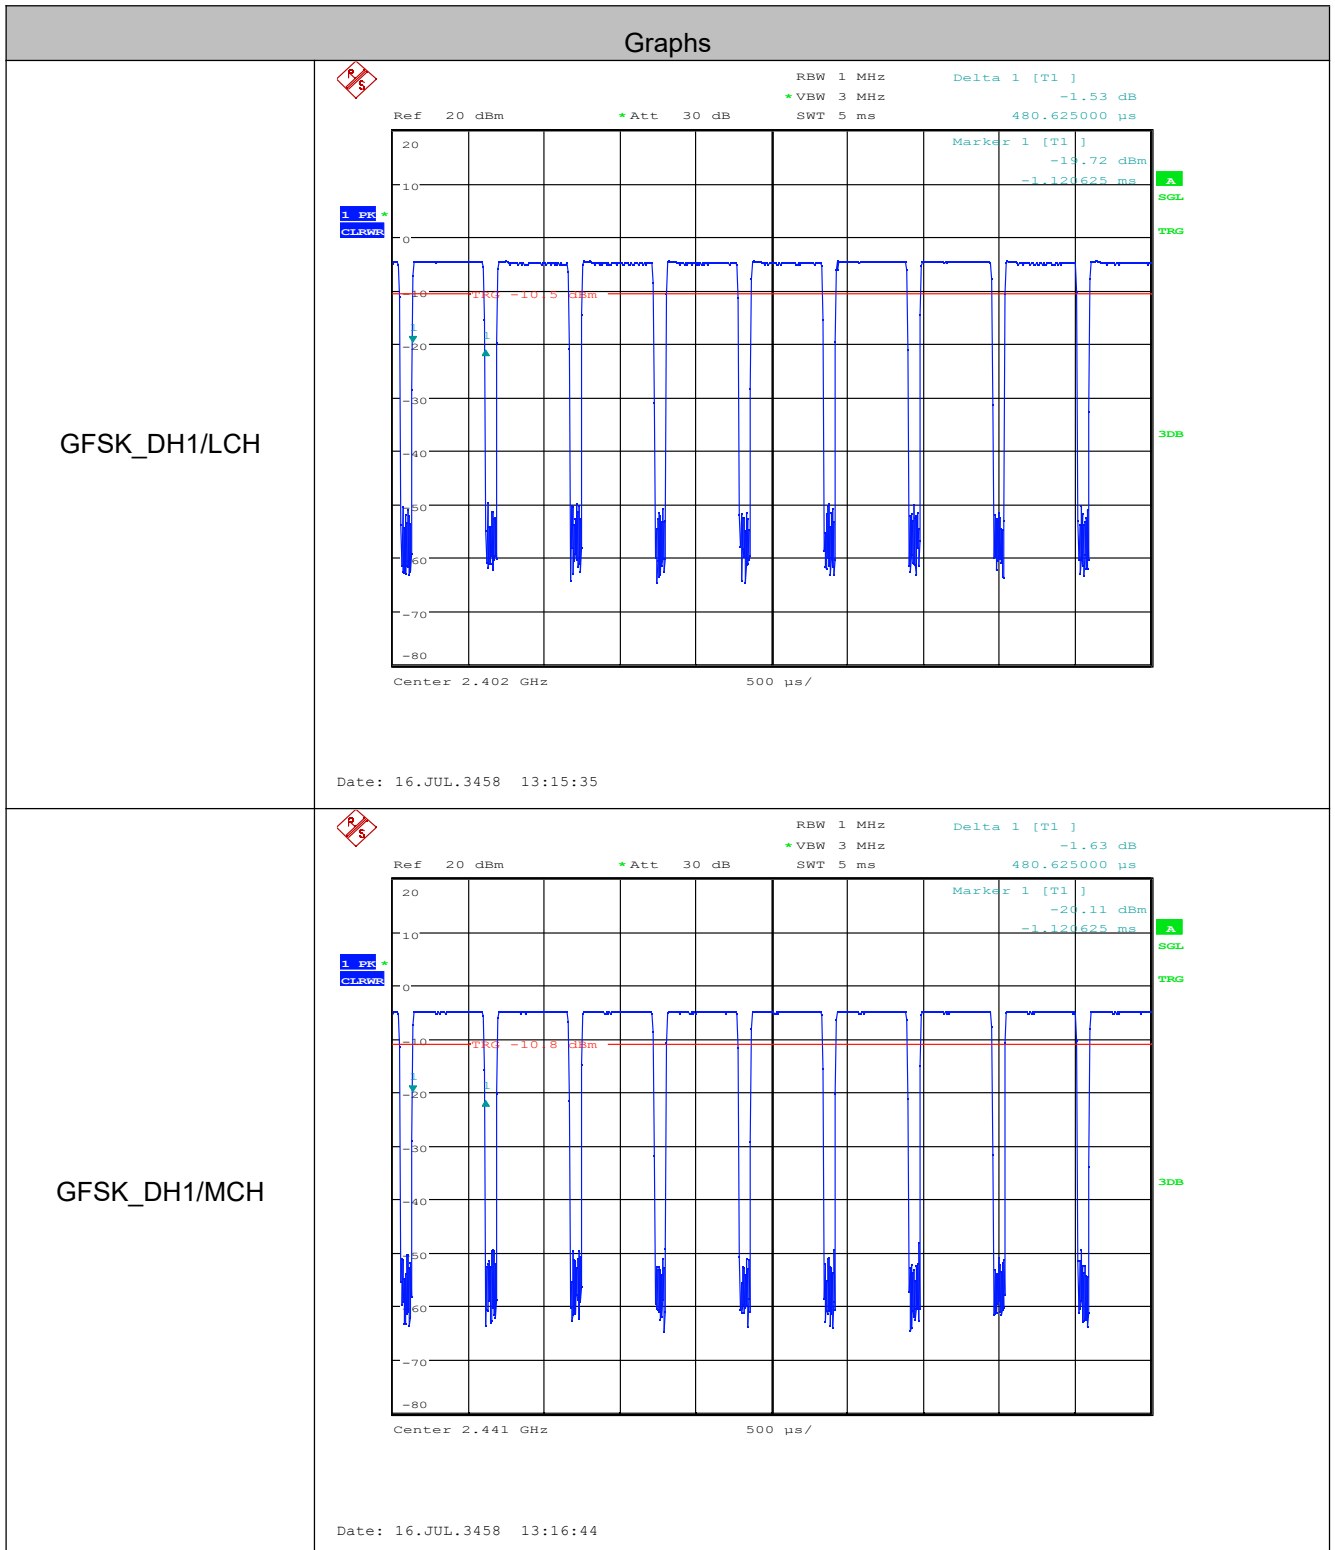 Graphs
GFSK_DH1/LCH
R S
RBW 1 MHz Delta 1 [T1 ]
*VBW 3 MHz -1.53 dB
Ref 20 dBm *Att 30 dB SWT 5 ms 480.625000 µs
20 Marker 1 [T1 ]
-19.72 dBm
10 -1.120625 ms A
SGL
1 PK *
CLRWR TRG
0
-10 TRG -10.5 dBm
1 1
-20
-30
3DB
-40
-50
-60
-70
-80
Center 2.402 GHz 500 µs/
Date: 16.JUL.3458 13:15:35
GFSK_DH1/MCH
R S
RBW 1 MHz Delta 1 [T1 ]
*VBW 3 MHz -1.63 dB
Ref 20 dBm *Att 30 dB SWT 5 ms 480.625000 µs
20 Marker 1 [T1 ]
-20.11 dBm
10 -1.120625 ms A
SGL
1 PK *
CLRWR TRG
0
-10 TRG -10.8 dBm
1 1
-20
-30
3DB
-40
-50
-60
-70
-80
Center 2.441 GHz 500 µs/
Date: 16.JUL.3458 13:16:44